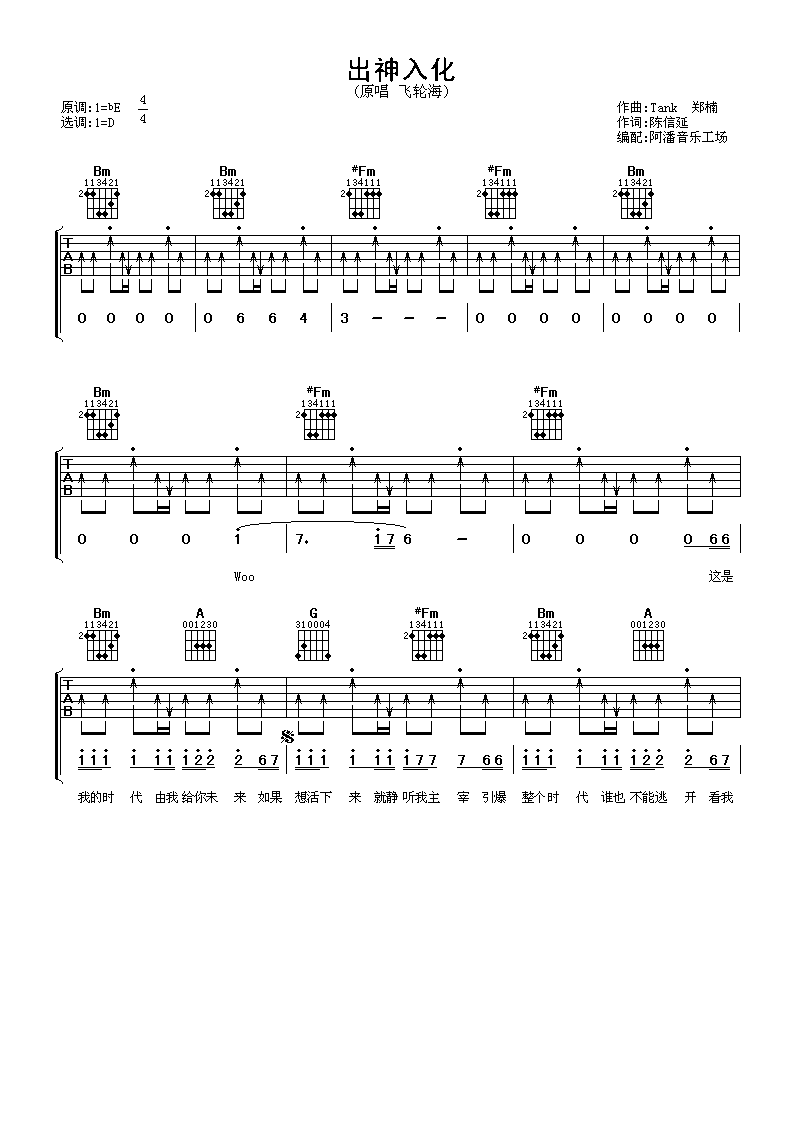 出神入化
(原唱 飞轮海)
原调:1=bE 4/4
选调:1=D
作曲:Tank 郑楠
作词:陈信延
编配:阿潘音乐工场
Bm Bm #Fm #Fm Bm
113421 113421 134111 134111 113421
2 2 2 2 2
T
A
B
0 0 0 0 0 6 6 4 3 - - - 0 0 0 0 0 0 0 0
Bm #Fm #Fm
113421 134111 134111
2 2 2
T
A
B
0 0 0 1 7. 1 7 6 - 0 0 0 0 6 6
Woo 这是
Bm A G #Fm Bm A
113421 001230 310004 134111 113421 001230
2 2 2
T
A
B
1 1 1 1 1 1 1 2 2 2 6 7 1 1 1 1 1 1 1 7 7 7 6 6 1 1 1 1 1 1 1 2 2 2 6 7
我的时 代 由我 给你未 来 如果 想活下 来 就静 听我主 宰 引爆 整个时 代 谁也 不能逃 开 看我